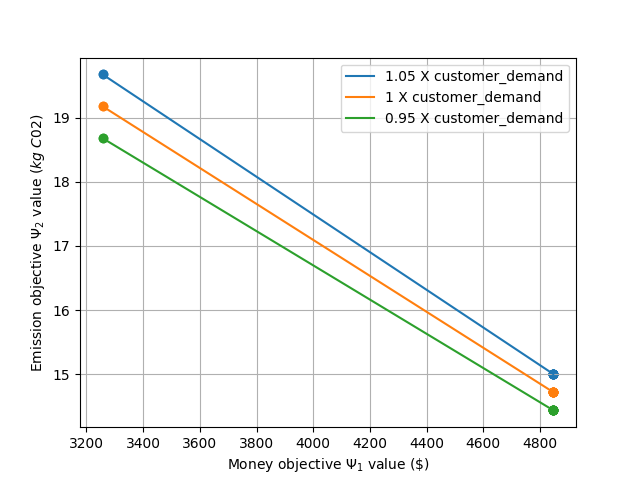 1.05 X customer_demand
1 X customer_demand
0.95 X customer_demand
19
18
17
16
15
Emission objective Ψ₂ value (kg C02)
3200 3400 3600 3800 4000 4200 4400 4600 4800
Money objective Ψ₁ value ($)